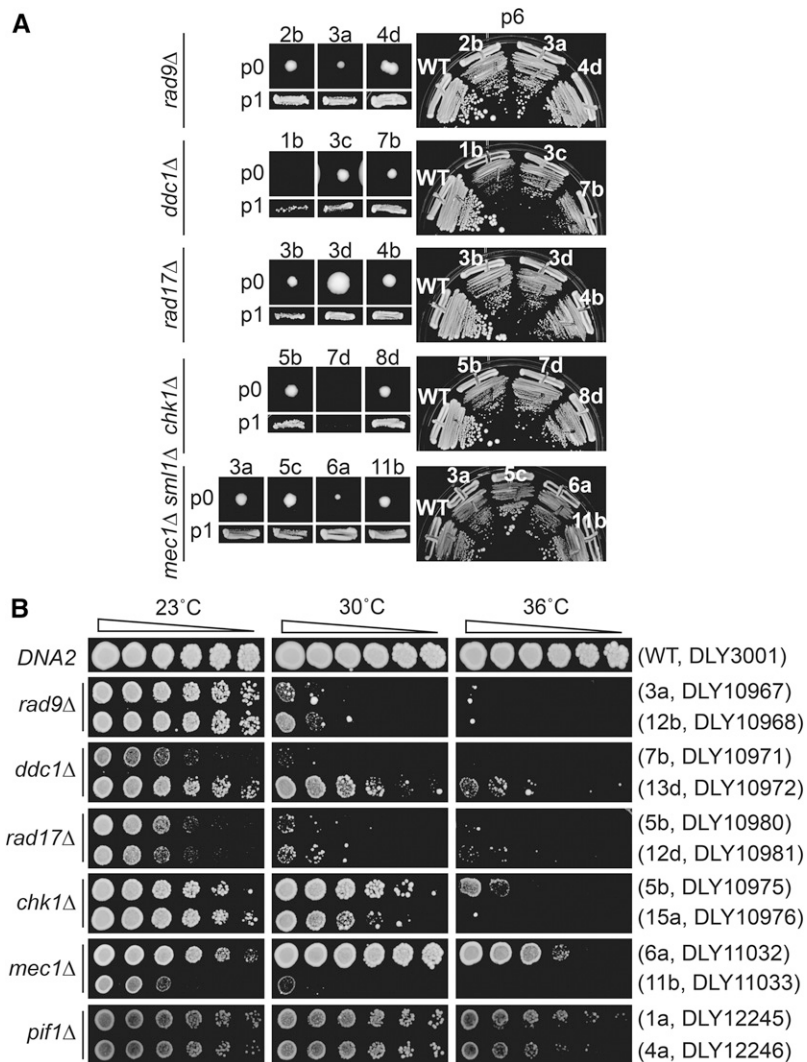 A
p6
rad9Δ
2b 3a 4d
p0
p1
WT 2b 3a 4d
ddc1Δ
1b 3c 7b
p0
p1
WT 1b 3c 7b
rad17Δ
3b 3d 4b
p0
p1
WT 3b 3d 4b
chk1Δ
5b 7d 8d
p0
p1
WT 5b 7d 8d
mec1Δ sml1Δ
3a 5c 6a 11b
p0
p1
WT 3a 5c 6a 11b
B
23°C 30°C 36°C
DNA2 (WT, DLY3001)
rad9Δ (3a, DLY10967)
(12b, DLY10968)
ddc1Δ (7b, DLY10971)
(13d, DLY10972)
rad17Δ (5b, DLY10980)
(12d, DLY10981)
chk1Δ (5b, DLY10975)
(15a, DLY10976)
mec1Δ (6a, DLY11032)
(11b, DLY11033)
pif1Δ (1a, DLY12245)
(4a, DLY12246)